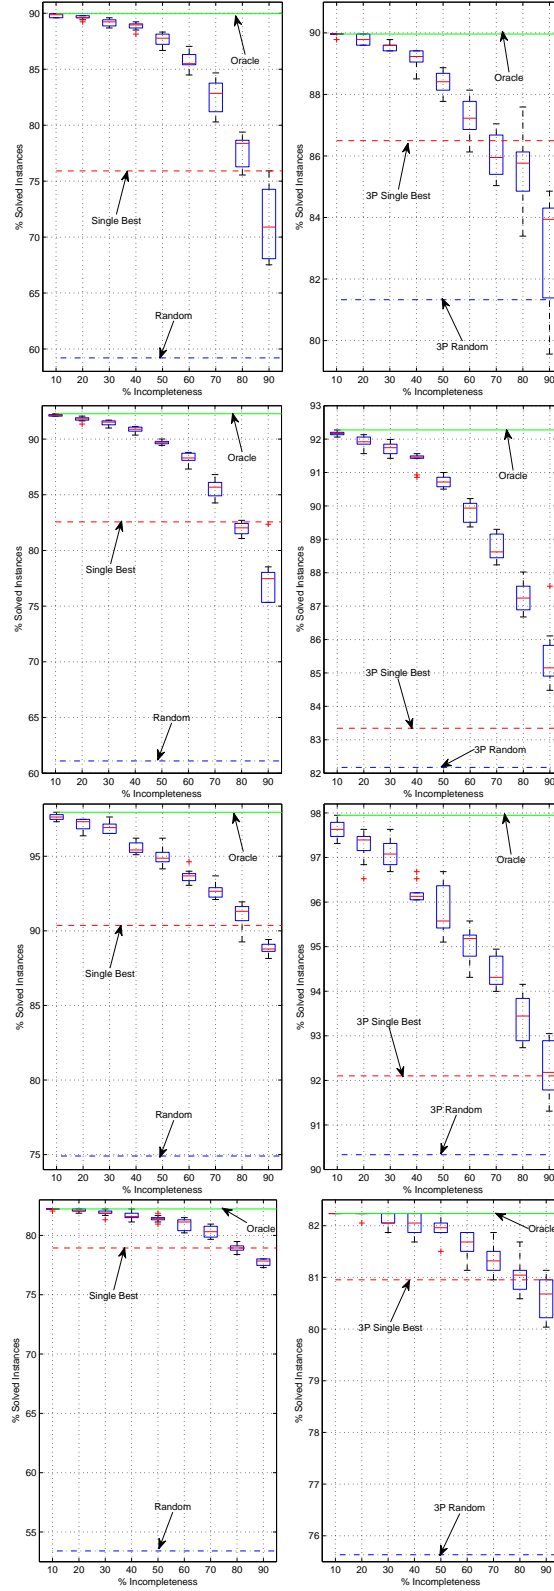 % Solved Instances
90
85
80
75
70
65
60
Oracle
Single Best
Random
10 20 30 40 50 60 70 80 90
% Incompleteness
% Solved Instances
90
88
86
84
82
80
Oracle
3P Single Best
3P Random
10 20 30 40 50 60 70 80 90
% Incompleteness
% Solved Instances
90
85
80
75
70
65
60
Oracle
Single Best
Random
10 20 30 40 50 60 70 80 90
% Incompleteness
% Solved Instances
93
92
91
90
89
88
87
86
85
84
83
82
Oracle
3P Single Best
3P Random
10 20 30 40 50 60 70 80 90
% Incompleteness
% Solved Instances
95
90
85
80
75
Oracle
Single Best
Random
10 20 30 40 50 60 70 80 90
% Incompleteness
% Solved Instances
98
97
96
95
94
93
92
91
90
Oracle
3P Single Best
3P Random
10 20 30 40 50 60 70 80 90
% Incompleteness
% Solved Instances
80
75
70
65
60
55
Oracle
Single Best
Random
10 20 30 40 50 60 70 80 90
% Incompleteness
% Solved Instances
82
81
80
79
78
77
76
Oracle
3P Single Best
3P Random
10 20 30 40 50 60 70 80 90
% Incompleteness